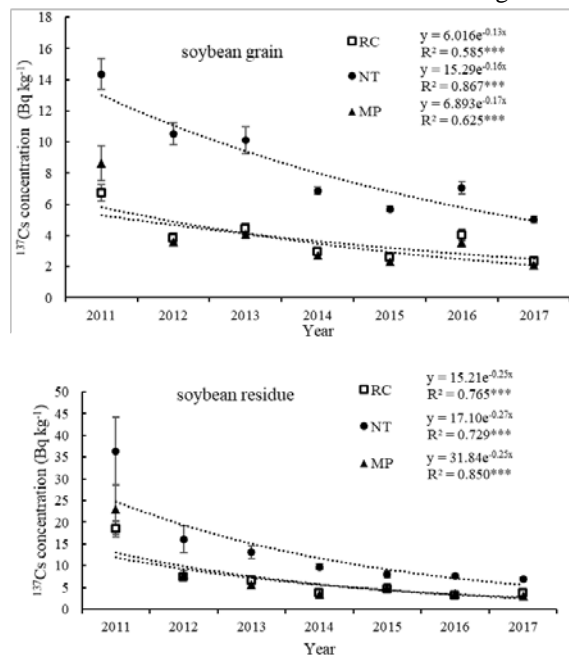 soybean grain
RC
NT
MP
y = 6.016e^-0.13x
R² = 0.585***
y = 15.29e^-0.16x
R² = 0.867***
y = 6.893e^-0.17x
R² = 0.625***
¹³⁷Cs concentration (Bq kg⁻¹)
18
16
14
12
10
8
6
4
2
0
2011 2012 2013 2014 2015 2016 2017
Year
soybean residue
RC
NT
MP
y = 15.21e^-0.25x
R² = 0.765***
y = 17.10e^-0.27x
R² = 0.729***
y = 31.84e^-0.25x
R² = 0.850***
¹³⁷Cs concentration (Bq kg⁻¹)
50
45
40
35
30
25
20
15
10
5
0
2011 2012 2013 2014 2015 2016 2017
Year